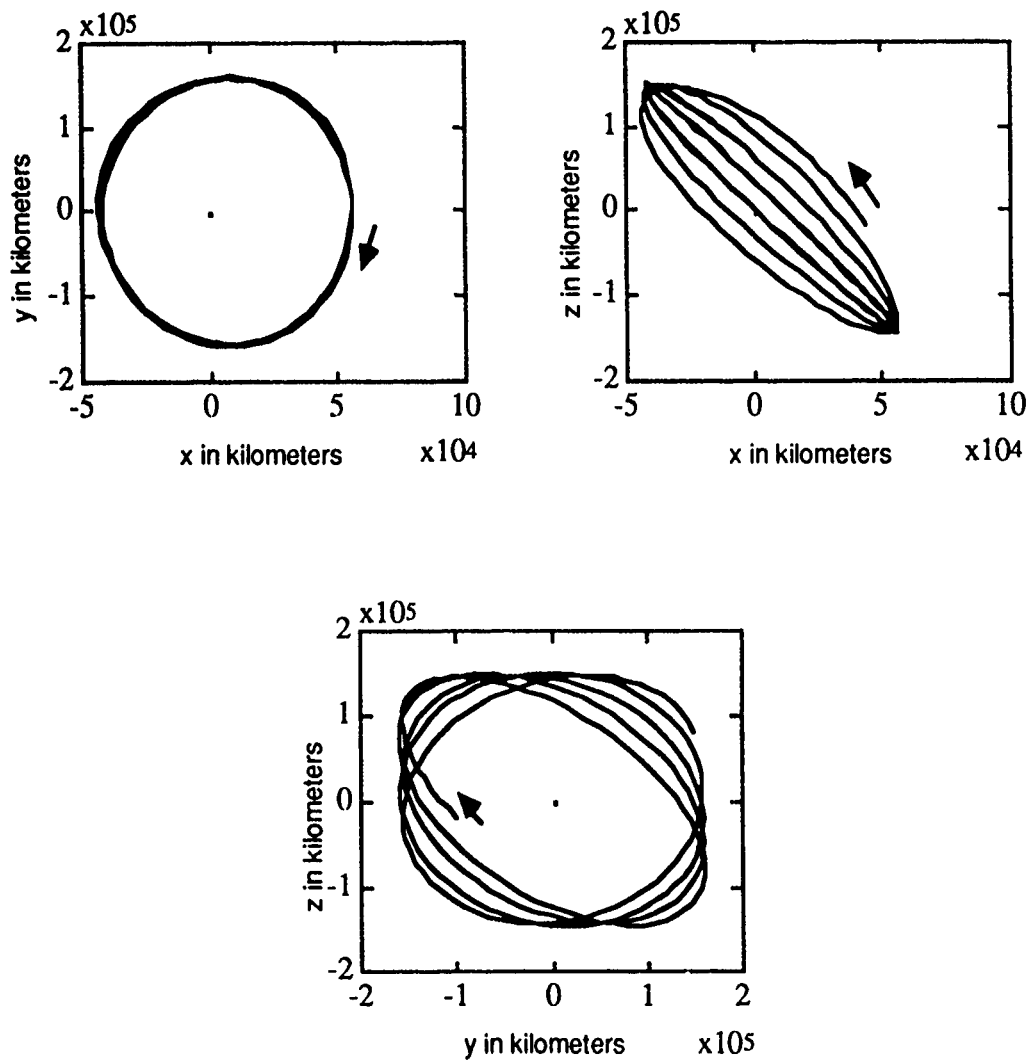 2 x105
1
0
-1
-2
y in kilometers
-5 0 5 10
x in kilometers x104
2 x105
1
0
-1
-2
z in kilometers
-5 0 5 10
x in kilometers x104
2 x105
1
0
-1
-2
z in kilometers
-2 -1 0 1 2
y in kilometers x105